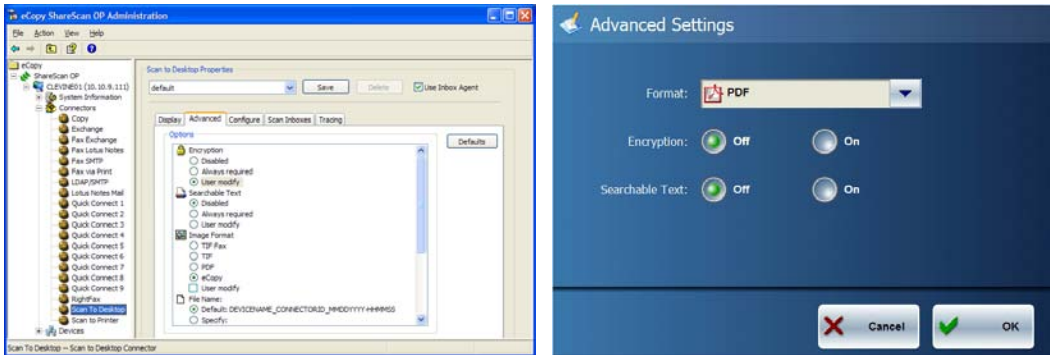 eCopy ShareScan OP Administration
File Action View Help
eCopy
ShareScan OP
CLEVINE01 (10.10.9.111)
System Information
Connectors
Copy
Exchange
Fax Exchange
Fax Lotus Notes
Fax SMTP
Fax via Print
LDAP/SMTP
Lotus Notes Mail
Quick Connect 1
Quick Connect 2
Quick Connect 3
Quick Connect 4
Quick Connect 5
Quick Connect 6
Quick Connect 7
Quick Connect 8
Quick Connect 9
RightFax
Scan To Desktop
Scan to Printer
Devices
Scan to Desktop Properties
default Save Delete Use Inbox Agent
Display Advanced Configure Scan Inboxes Tracing
Options Defaults
Encryption
Disabled
Always required
User modify
Searchable Text
Disabled
Always required
User modify
Image Format
TIF Fax
TIF
PDF
eCopy
User modify
File Name:
Default: DEVICENAME_CONNECTORID_MMDDYYYY-HHMMSS
Specify:
Scan To Desktop -- Scan to Desktop Connector
Advanced Settings
Format: PDF
Encryption: Off On
Searchable Text: Off On
Cancel OK